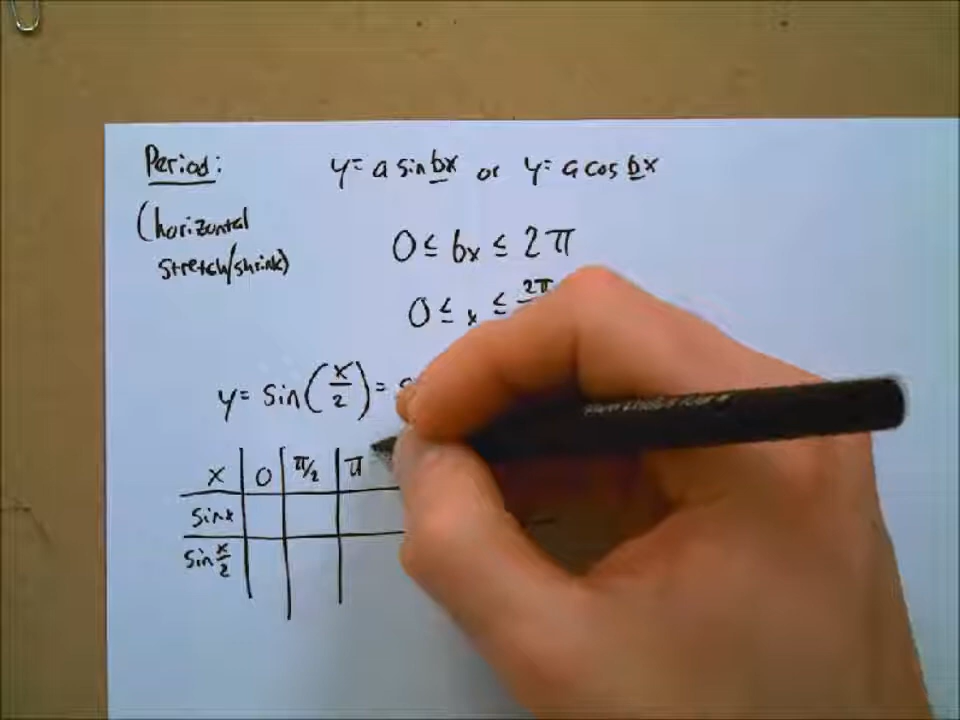 Period: y = a sin bx or y = a cos bx
(horizontal
stretch/shrink)
0 ≤ bx ≤ 2π
0 ≤ x ≤ 2π
y = sin(x/2) =
x 0 π/2 π
sinx
sin x/2